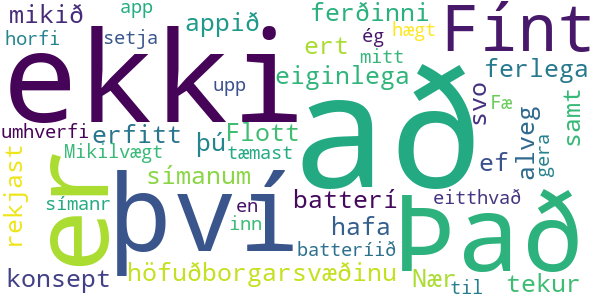 app
mikið appið ferðinni Fínt
horfi setja ert ég hægt
ekki að mitt ferlega
upp eiginlega
umhverfi erfitt þú Flott svo Fæ
Mikilvægt tæmast alveg samt
rekjast er því símanum ef gera
símanr en batterí eitthvað Það
inn hafa
batteríið
konsept höfuðborgarsvæðinu Nær til tekur